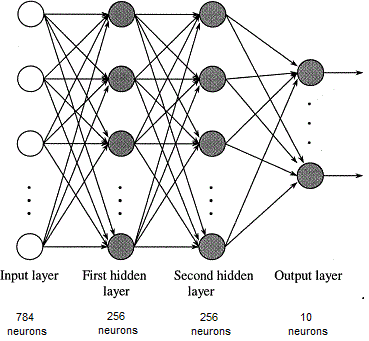 Input layer
First hidden
layer
Second hidden
layer
Output layer
784
neurons
256
neurons
256
neurons
10
neurons